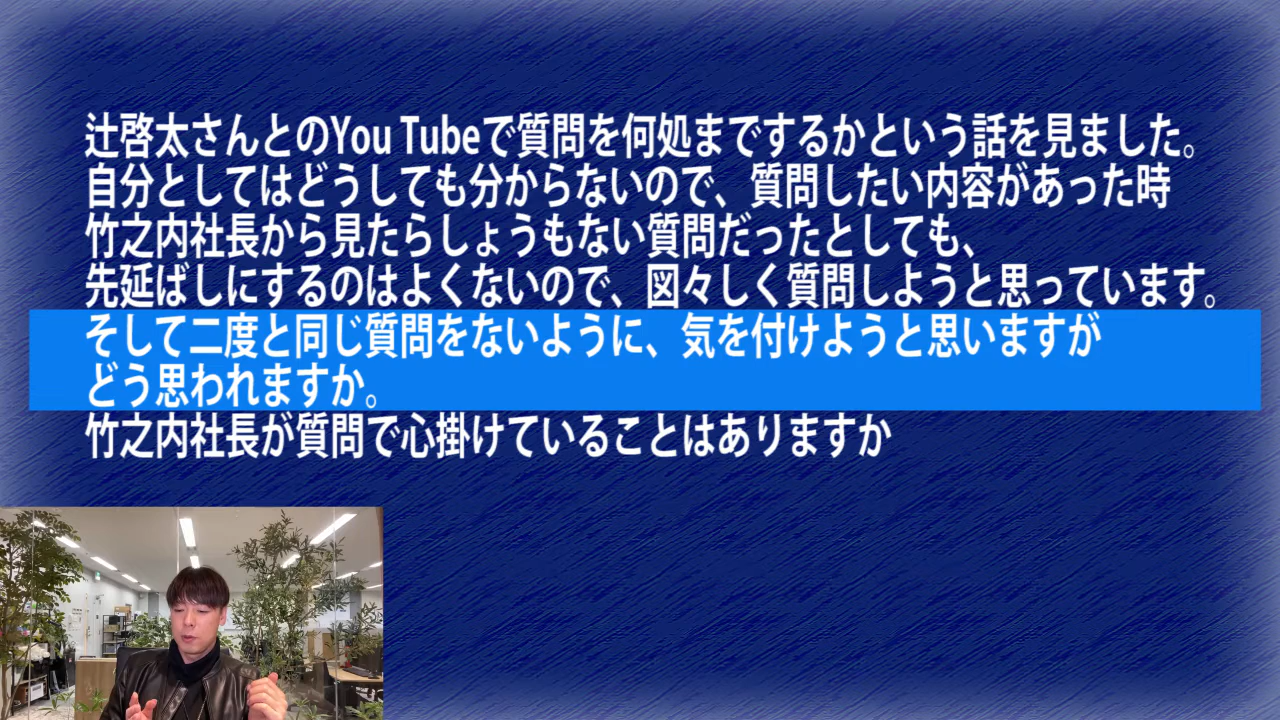 辻啓太さんとのYou Tubeで質問を何処まで するかという話を見ました。
自分としてはどうしても分からないので、質問したい内容があった時
竹之内社長から見たらしょうもない質問だったとしても、
先延ばしにするのはよくないので、図々しく質問しようと思っています。
そして二度と同じ質問をないように、気を付けようと思いますが
どう思われますか。
竹之内社長が質問で心掛けていることはありますか